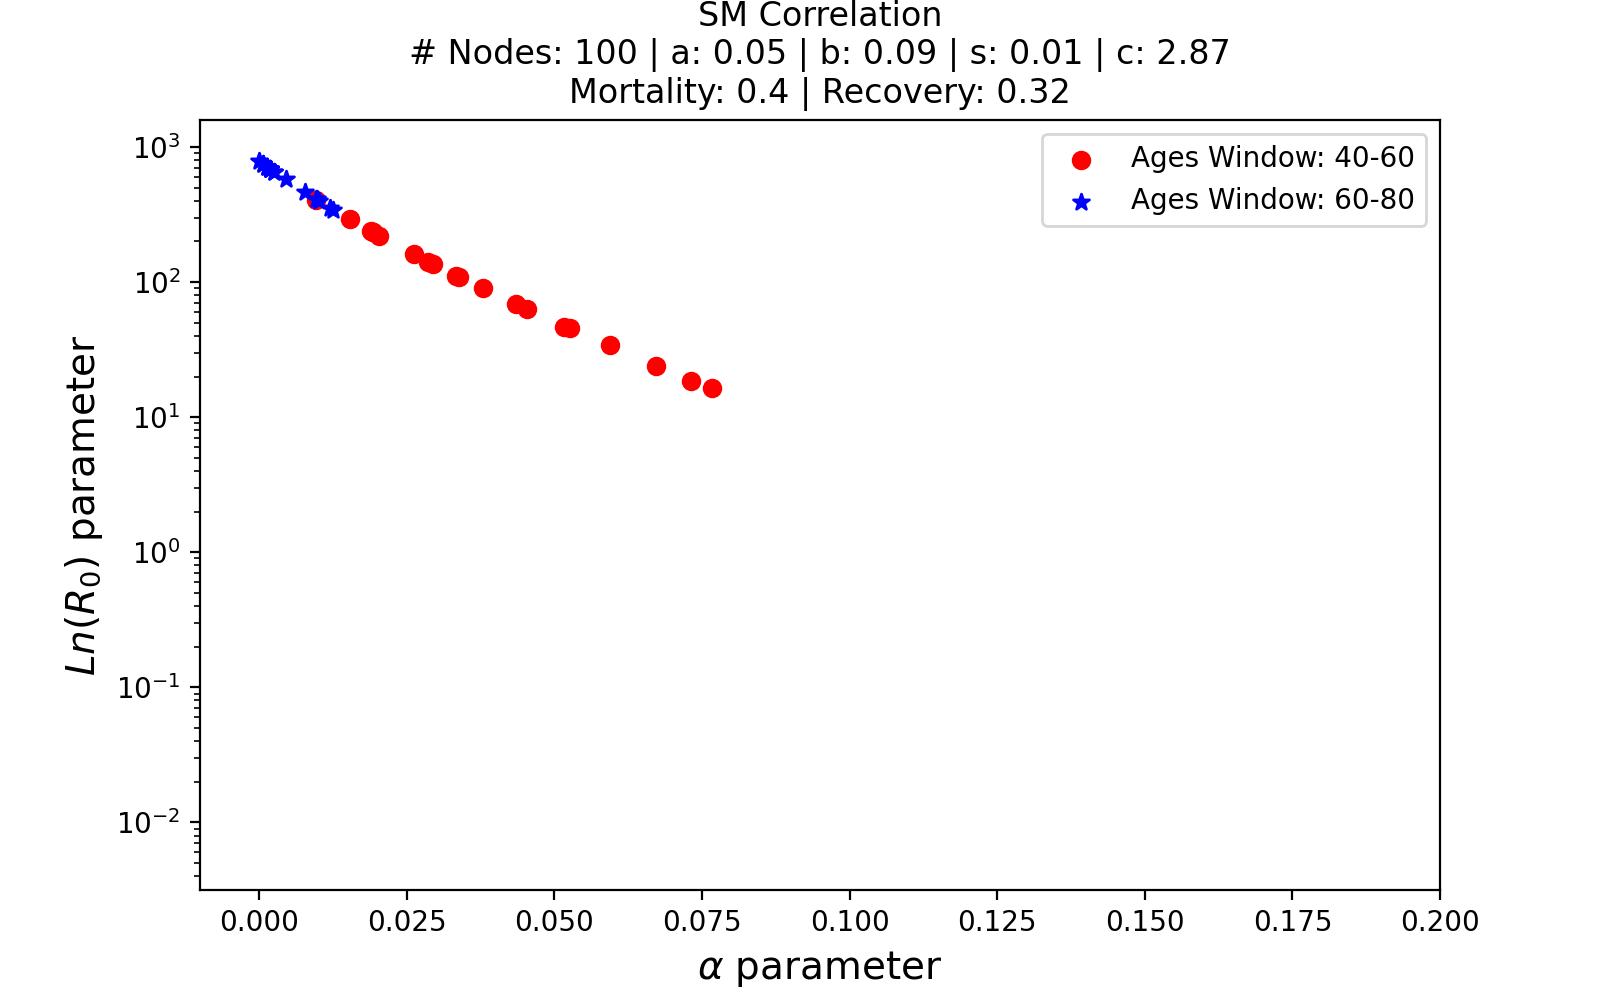 SM Correlation
# Nodes: 100 | a: 0.05 | b: 0.09 | s: 0.01 | c: 2.87
Mortality: 0.4 | Recovery: 0.32
Ages Window: 40-60
Ages Window: 60-80
10³
10²
10¹
10⁰
10⁻¹
10⁻²
Ln(R₀) parameter
0.000 0.025 0.050 0.075 0.100 0.125 0.150 0.175 0.200
α parameter